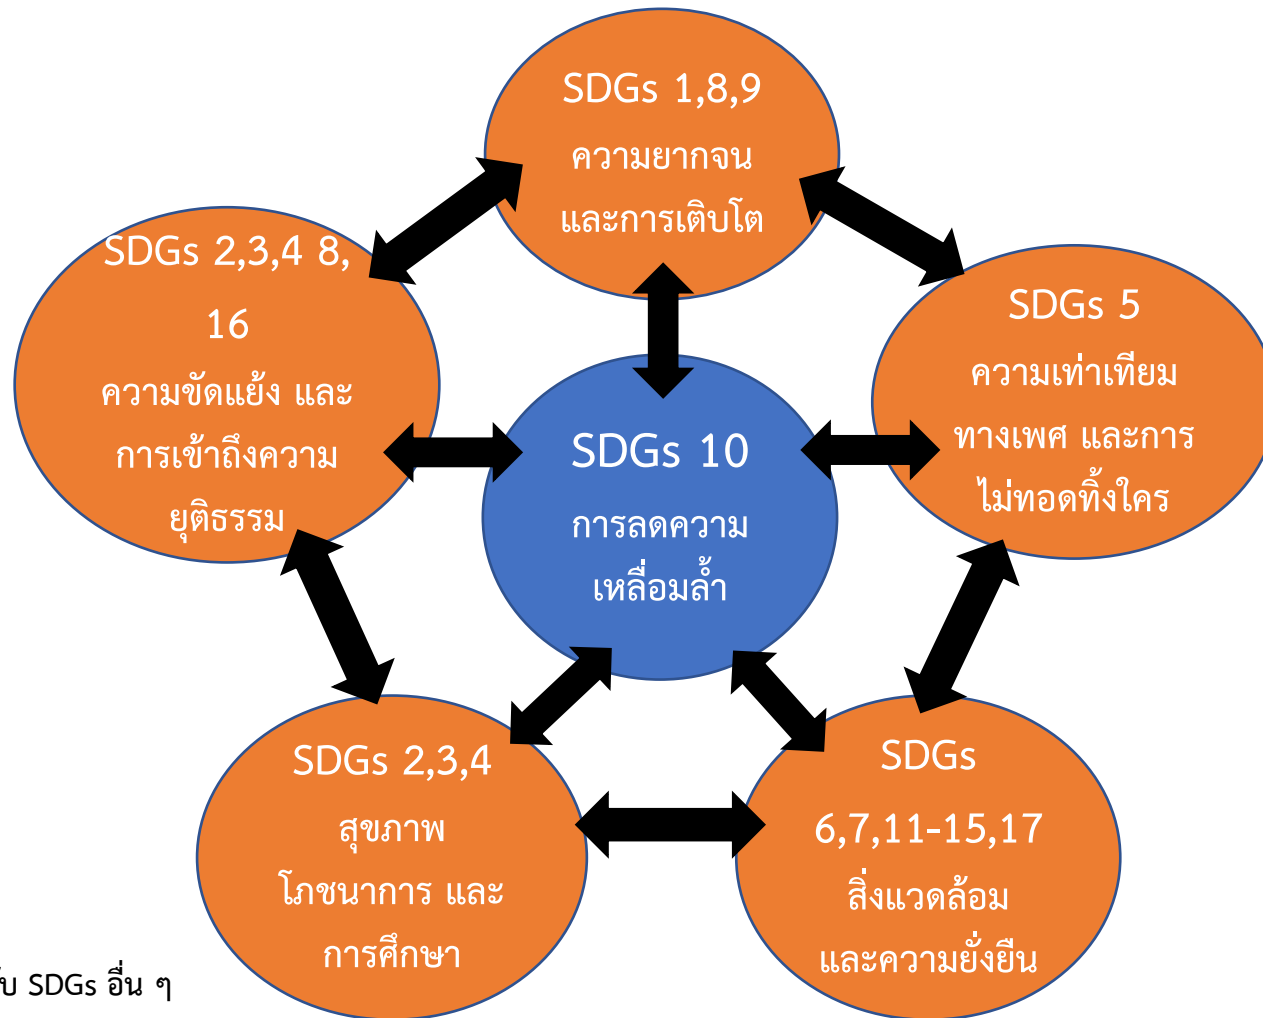 SDGs 1,8,9
ความยากจน
และการเติบโต
SDGs 2,3,4 8,
16
ความขัดแย้ง และ
การเข้าถึงความ
ยุติธรรม
SDGs 5
ความเท่าเทียม
ทางเพศ และการ
ไม่ทอดทิ้งใคร
SDGs 10
การลดความ
เหลื่อมล้ำ
SDGs 2,3,4
สุขภาพ
โภชนาการ และ
การศึกษา
SDGs
6,7,11-15,17
สิ่งแวดล้อม
และความยั่งยืน
SDGs อื่น ๆ